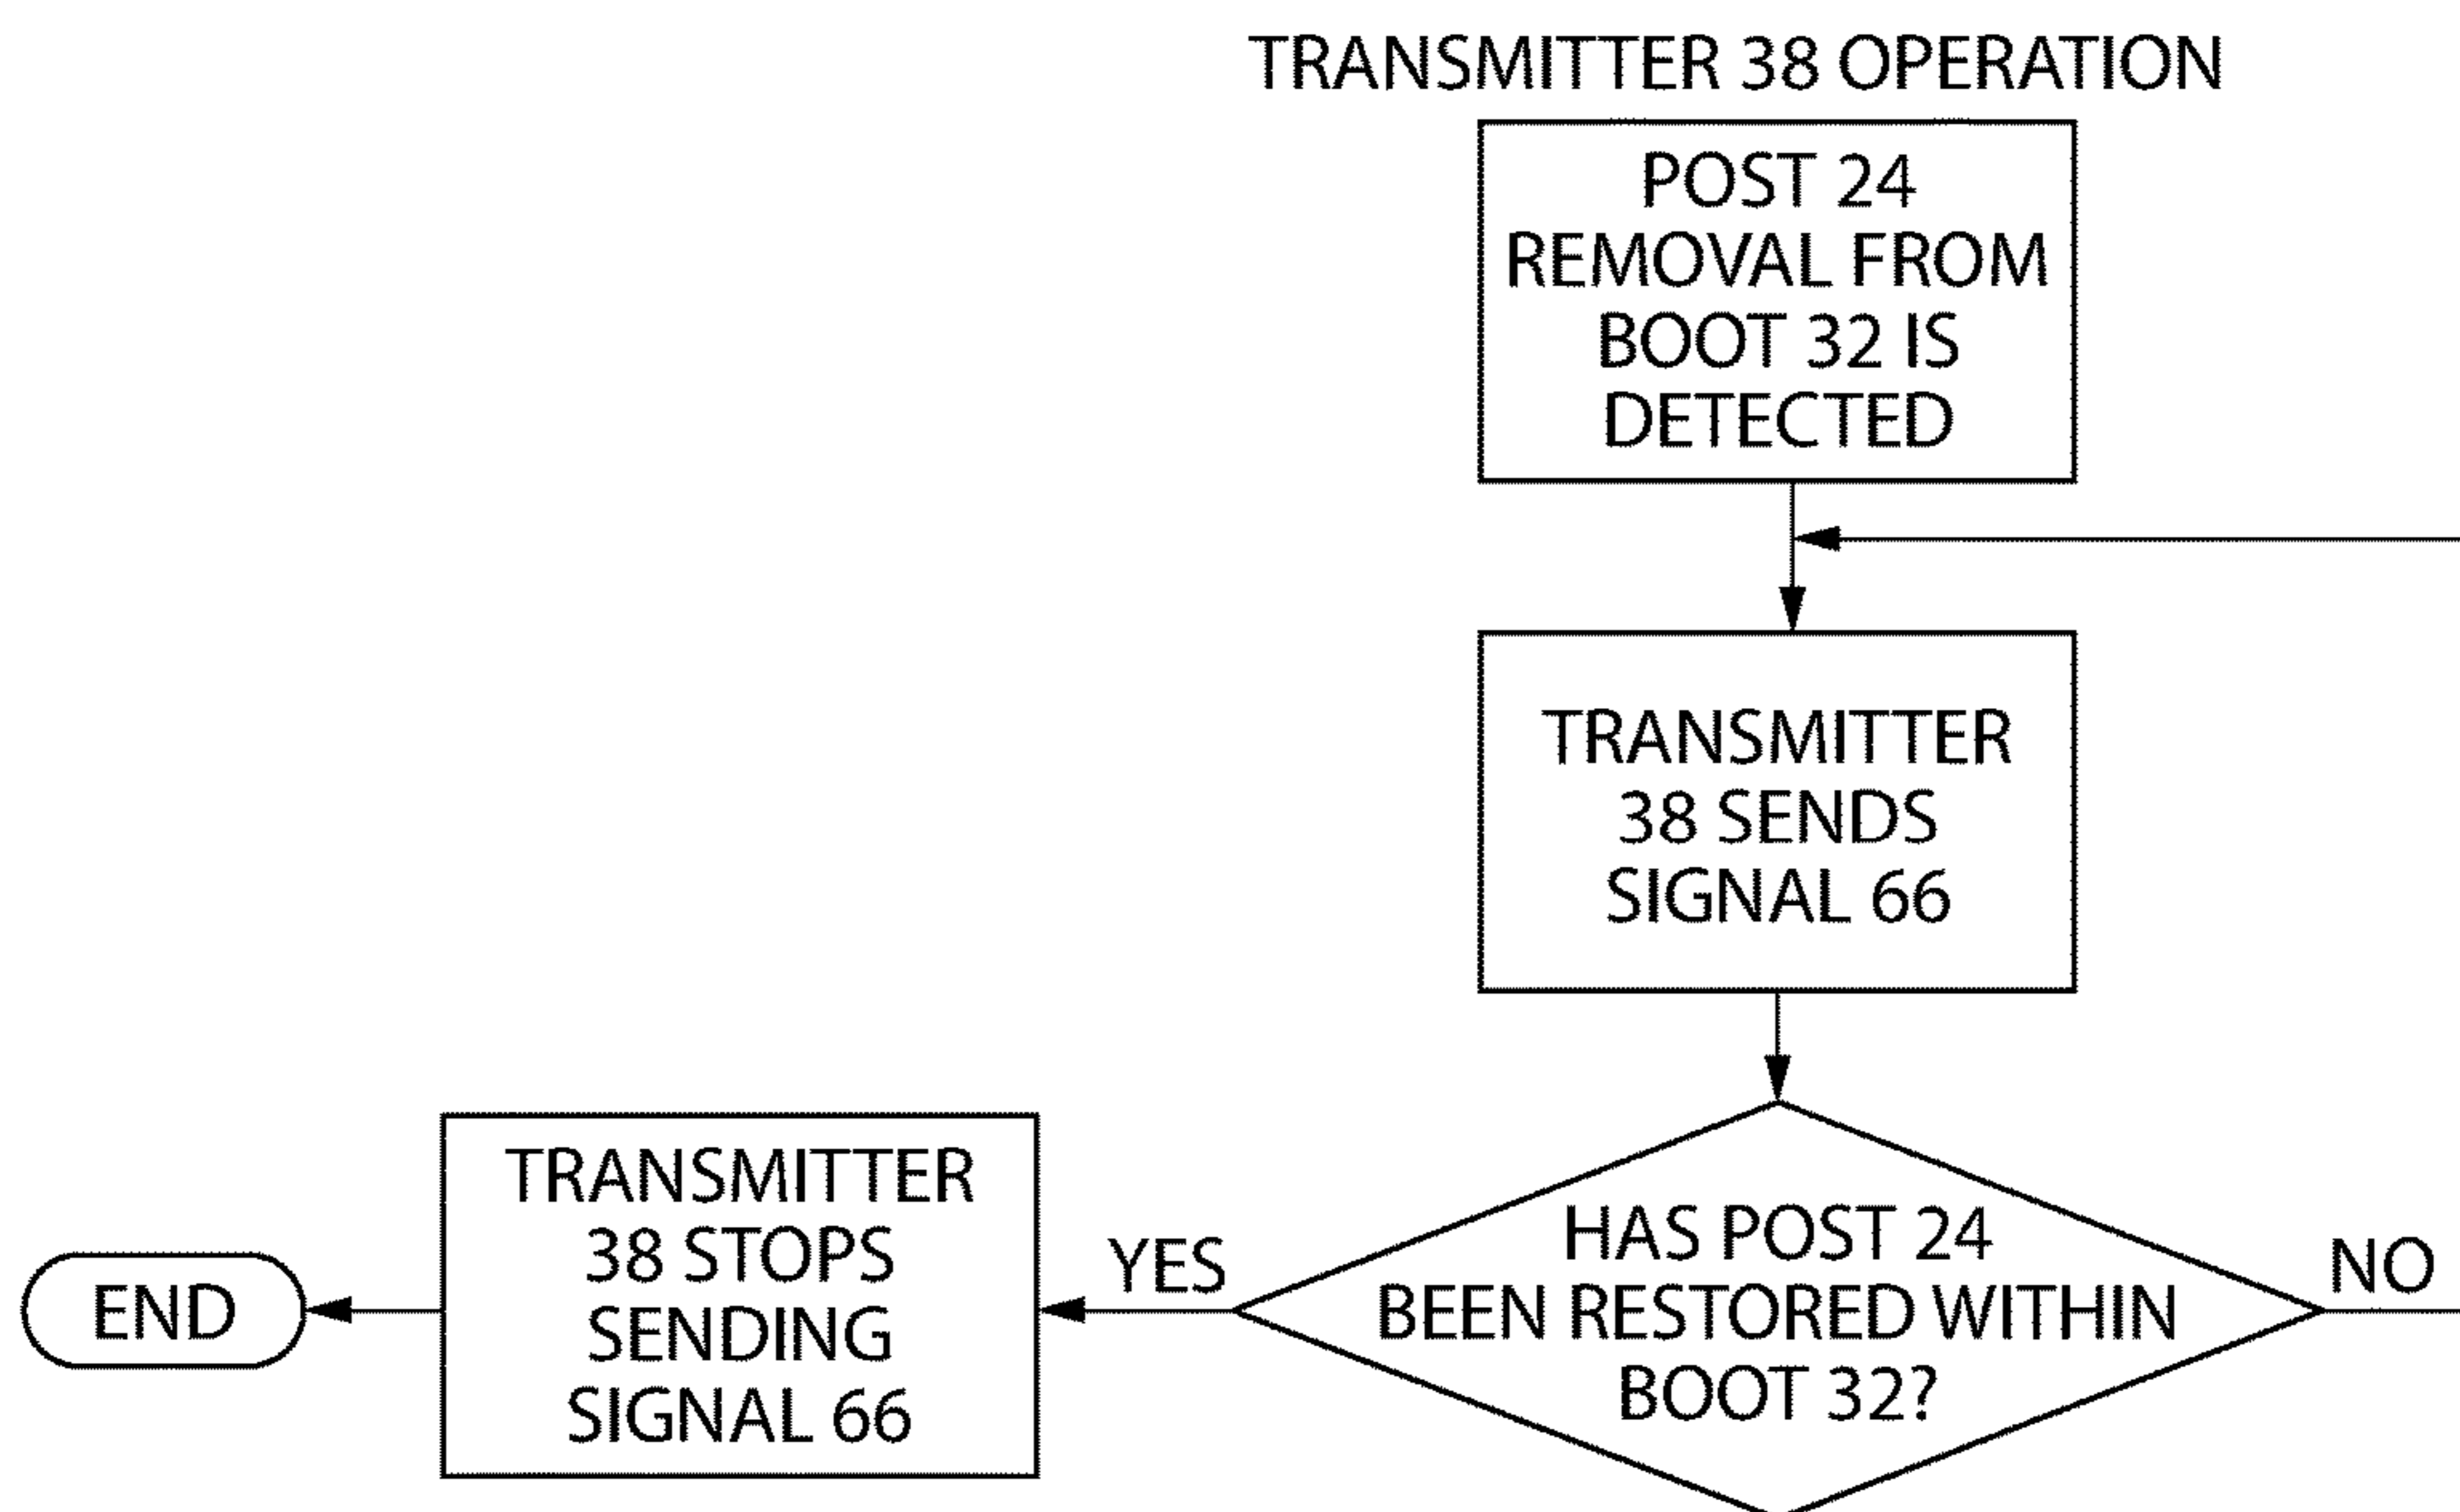 TRANSMITTER 38 OPERATION
POST 24
REMOVAL FROM
BOOT 32 IS
DETECTED
TRANSMITTER
38 SENDS
SIGNAL 66
HAS POST 24
BEEN RESTORED WITHIN
BOOT 32?
YES
NO
TRANSMITTER
38 STOPS
SENDING
SIGNAL 66
END